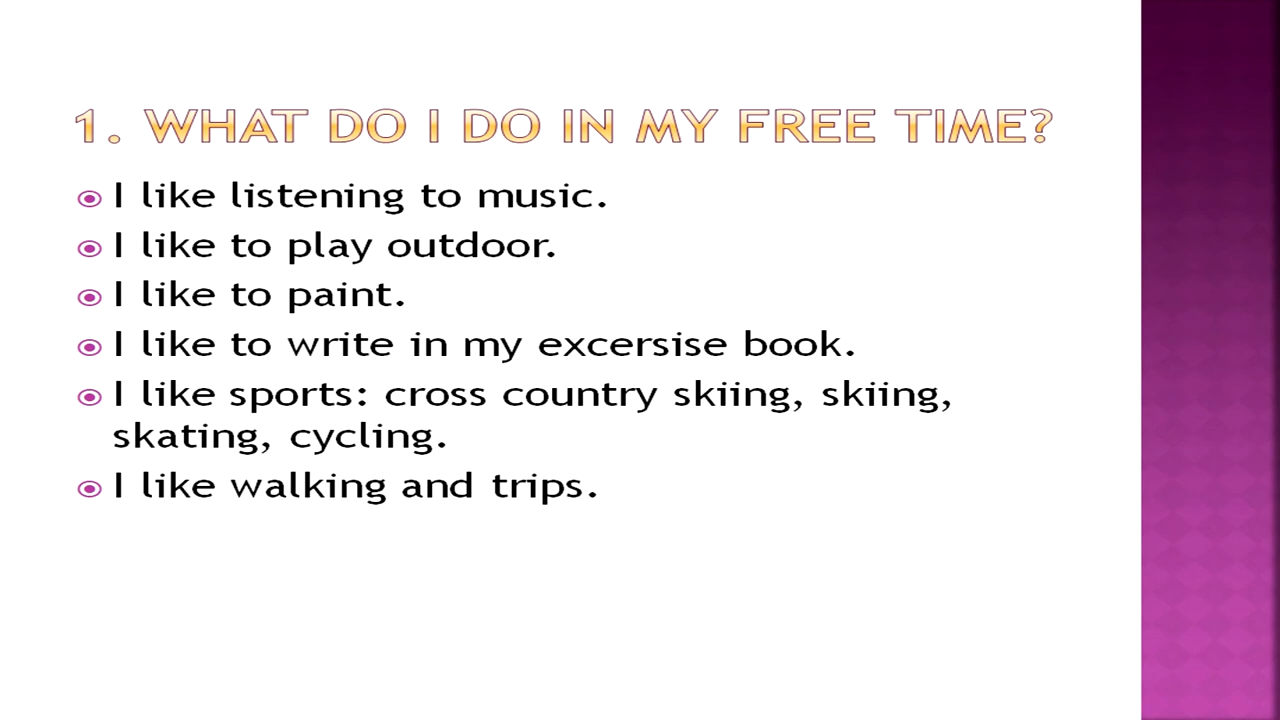 1. WHAT DO I DO IN MY FREE TIME?
I like listening to music.
I like to play outdoor.
I like to paint.
I like to write in my excersise book.
I like sports: cross country skiing, skiing,
skating, cycling.
I like walking and trips.